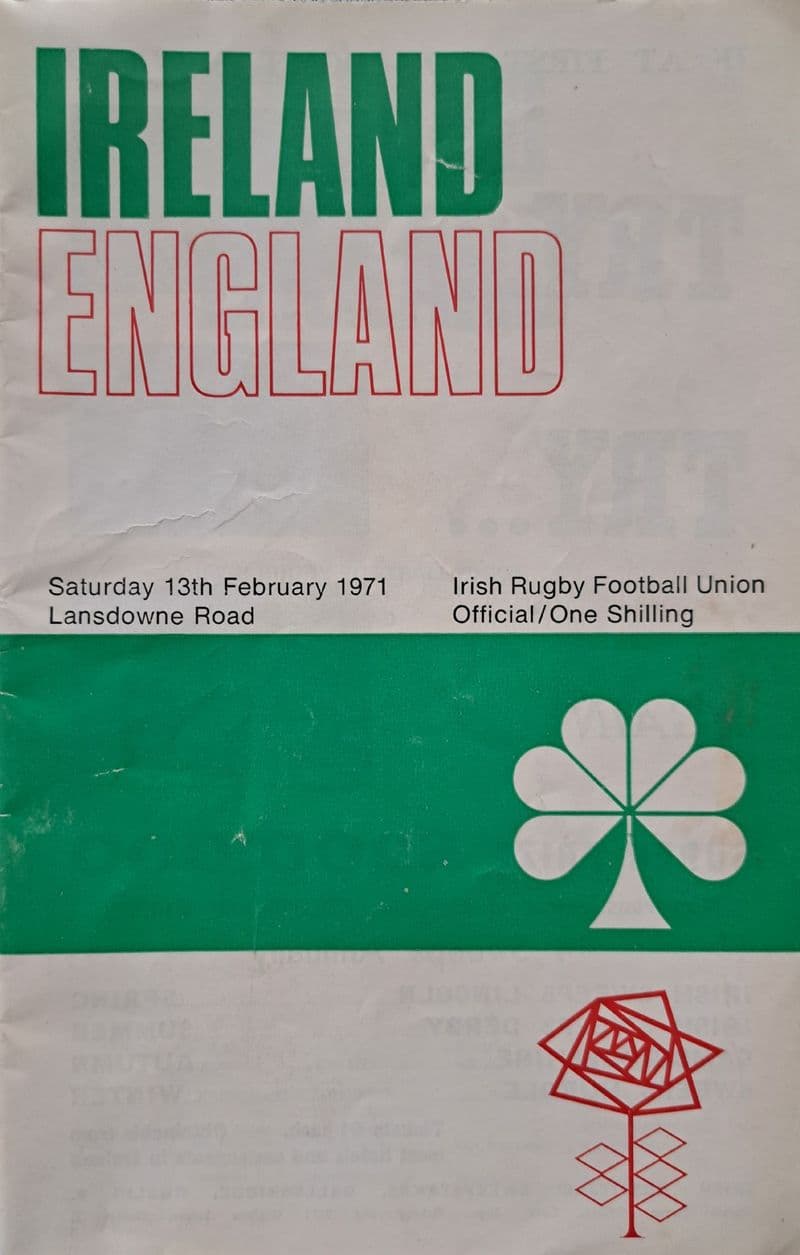 IRELAND
ENGLAND
Saturday 13th February 1971
Lansdowne Road
Irish Rugby Football Union
Official/One Shilling